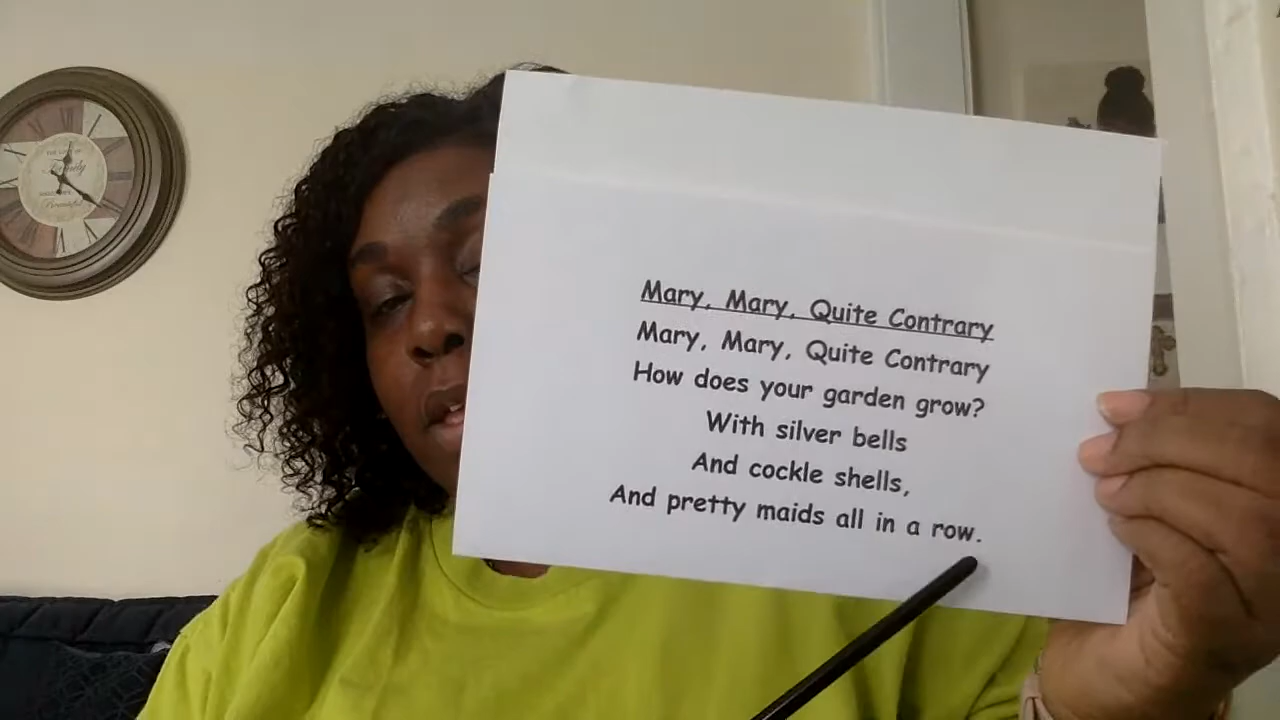 Family
Mary, Mary, Quite Contrary
Mary, Mary, Quite Contrary
How does your garden grow?
With silver bells
And cockle shells,
And pretty maids all in a row.